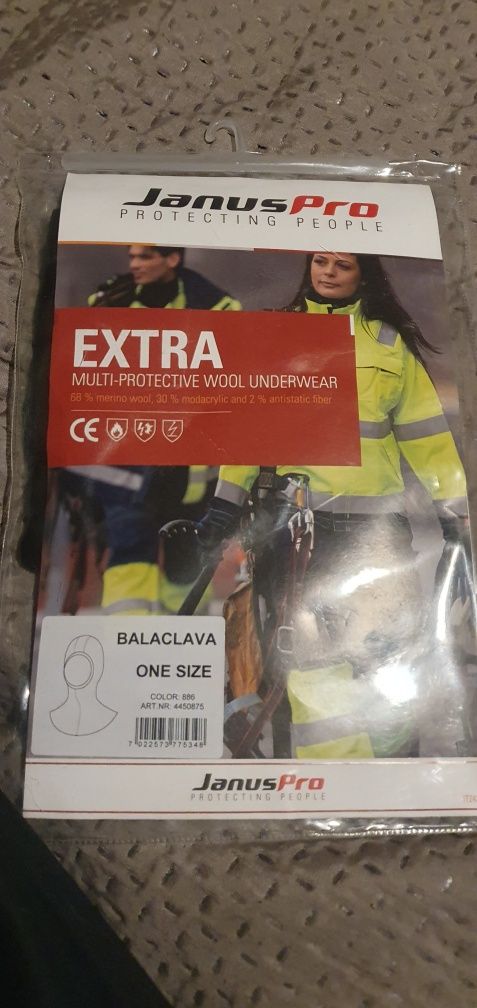 JanusPro
PROTECTING PEOPLE
EXTRA
MULTI-PROTECTIVE WOOL UNDERWEAR
68 % merino wool, 30 % modacrylic and 2 % antistatic fiber
CE
BALACLAVA
ONE SIZE
COLOR: 886
ART.NR: 4450875
7 022573 775348
JanusPro
PROTECTING PEOPLE